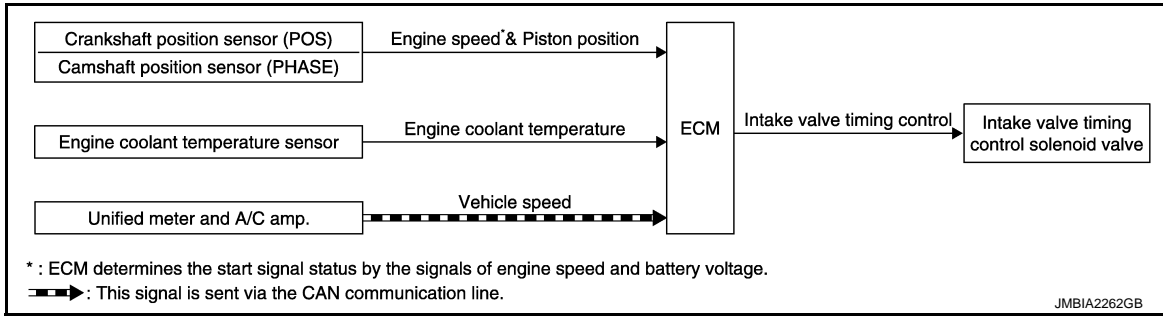 Crankshaft position sensor (POS)
Engine speed*& Piston position
Camshaft position sensor (PHASE)
Engine coolant temperature sensor
Engine coolant temperature
Unified meter and A/C amp.
Vehicle speed
ECM
Intake valve timing control
Intake valve timing
control solenoid valve
* : ECM determines the start signal status by the signals of engine speed and battery voltage.
: This signal is sent via the CAN communication line.
JMBIA2262GB